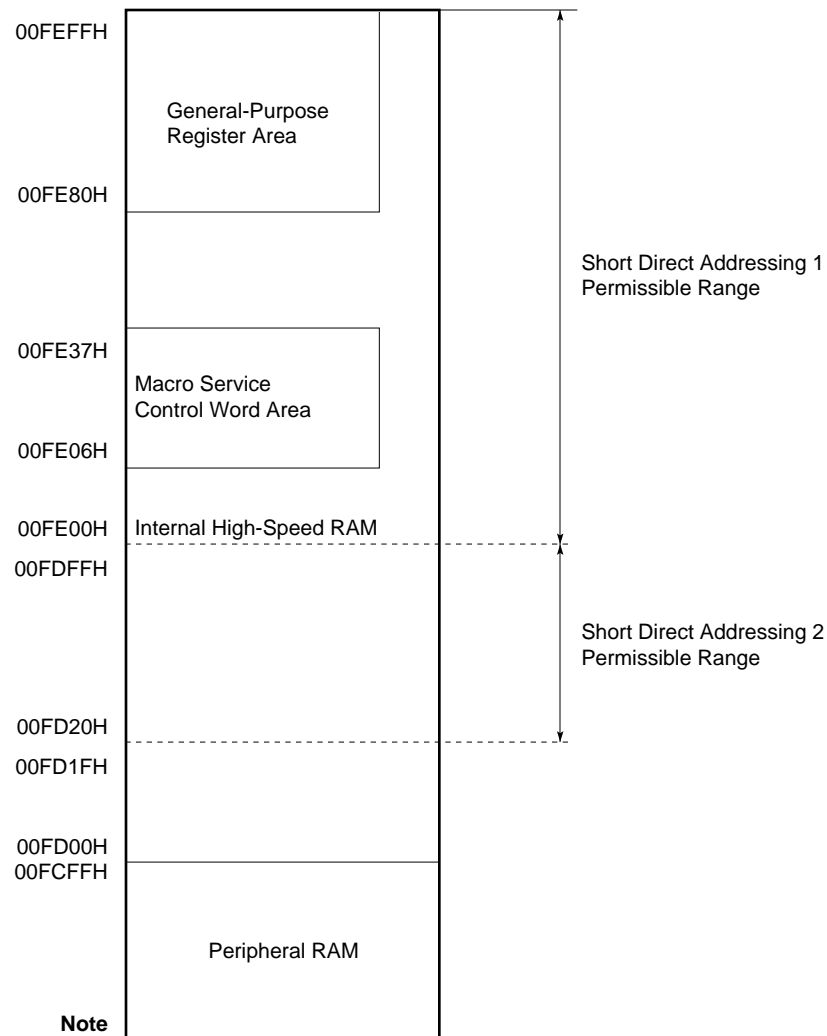 00FEFFH
General-Purpose
Register Area
00FE80H
Short Direct Addressing 1
Permissible Range
00FE37H
Macro Service
Control Word Area
00FE06H
00FE00H
Internal High-Speed RAM
00FDFFH
Short Direct Addressing 2
Permissible Range
00FD20H
00FD1FH
00FD00H
00FCFFH
Peripheral RAM
Note